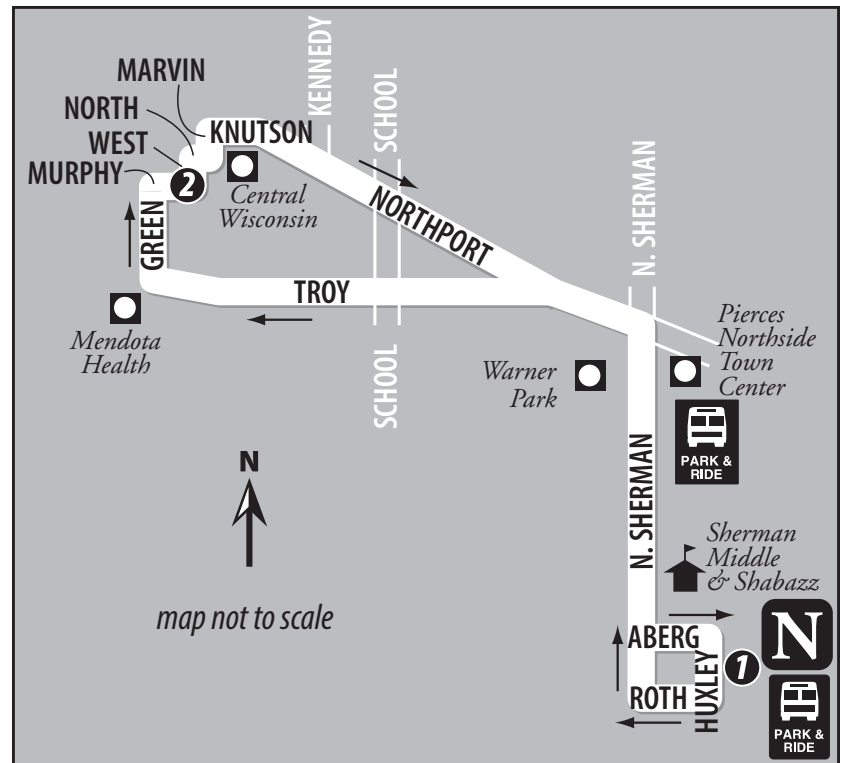 MARVIN
NORTH
WEST
MURPHY
KNUTSON
KENNEDY
SCHOOL
2
Central
Wisconsin
NORTHPORT
GREEN
TROY
N. SHERMAN
Mendota
Health
SCHOOL
Warner
Park
Pierces
Northside
Town
Center
PARK &
RIDE
N
map not to scale
N. SHERMAN
Sherman
Middle
& Shabazz
ABERG
HUXLEY
1
N
ROTH
PARK &
RIDE